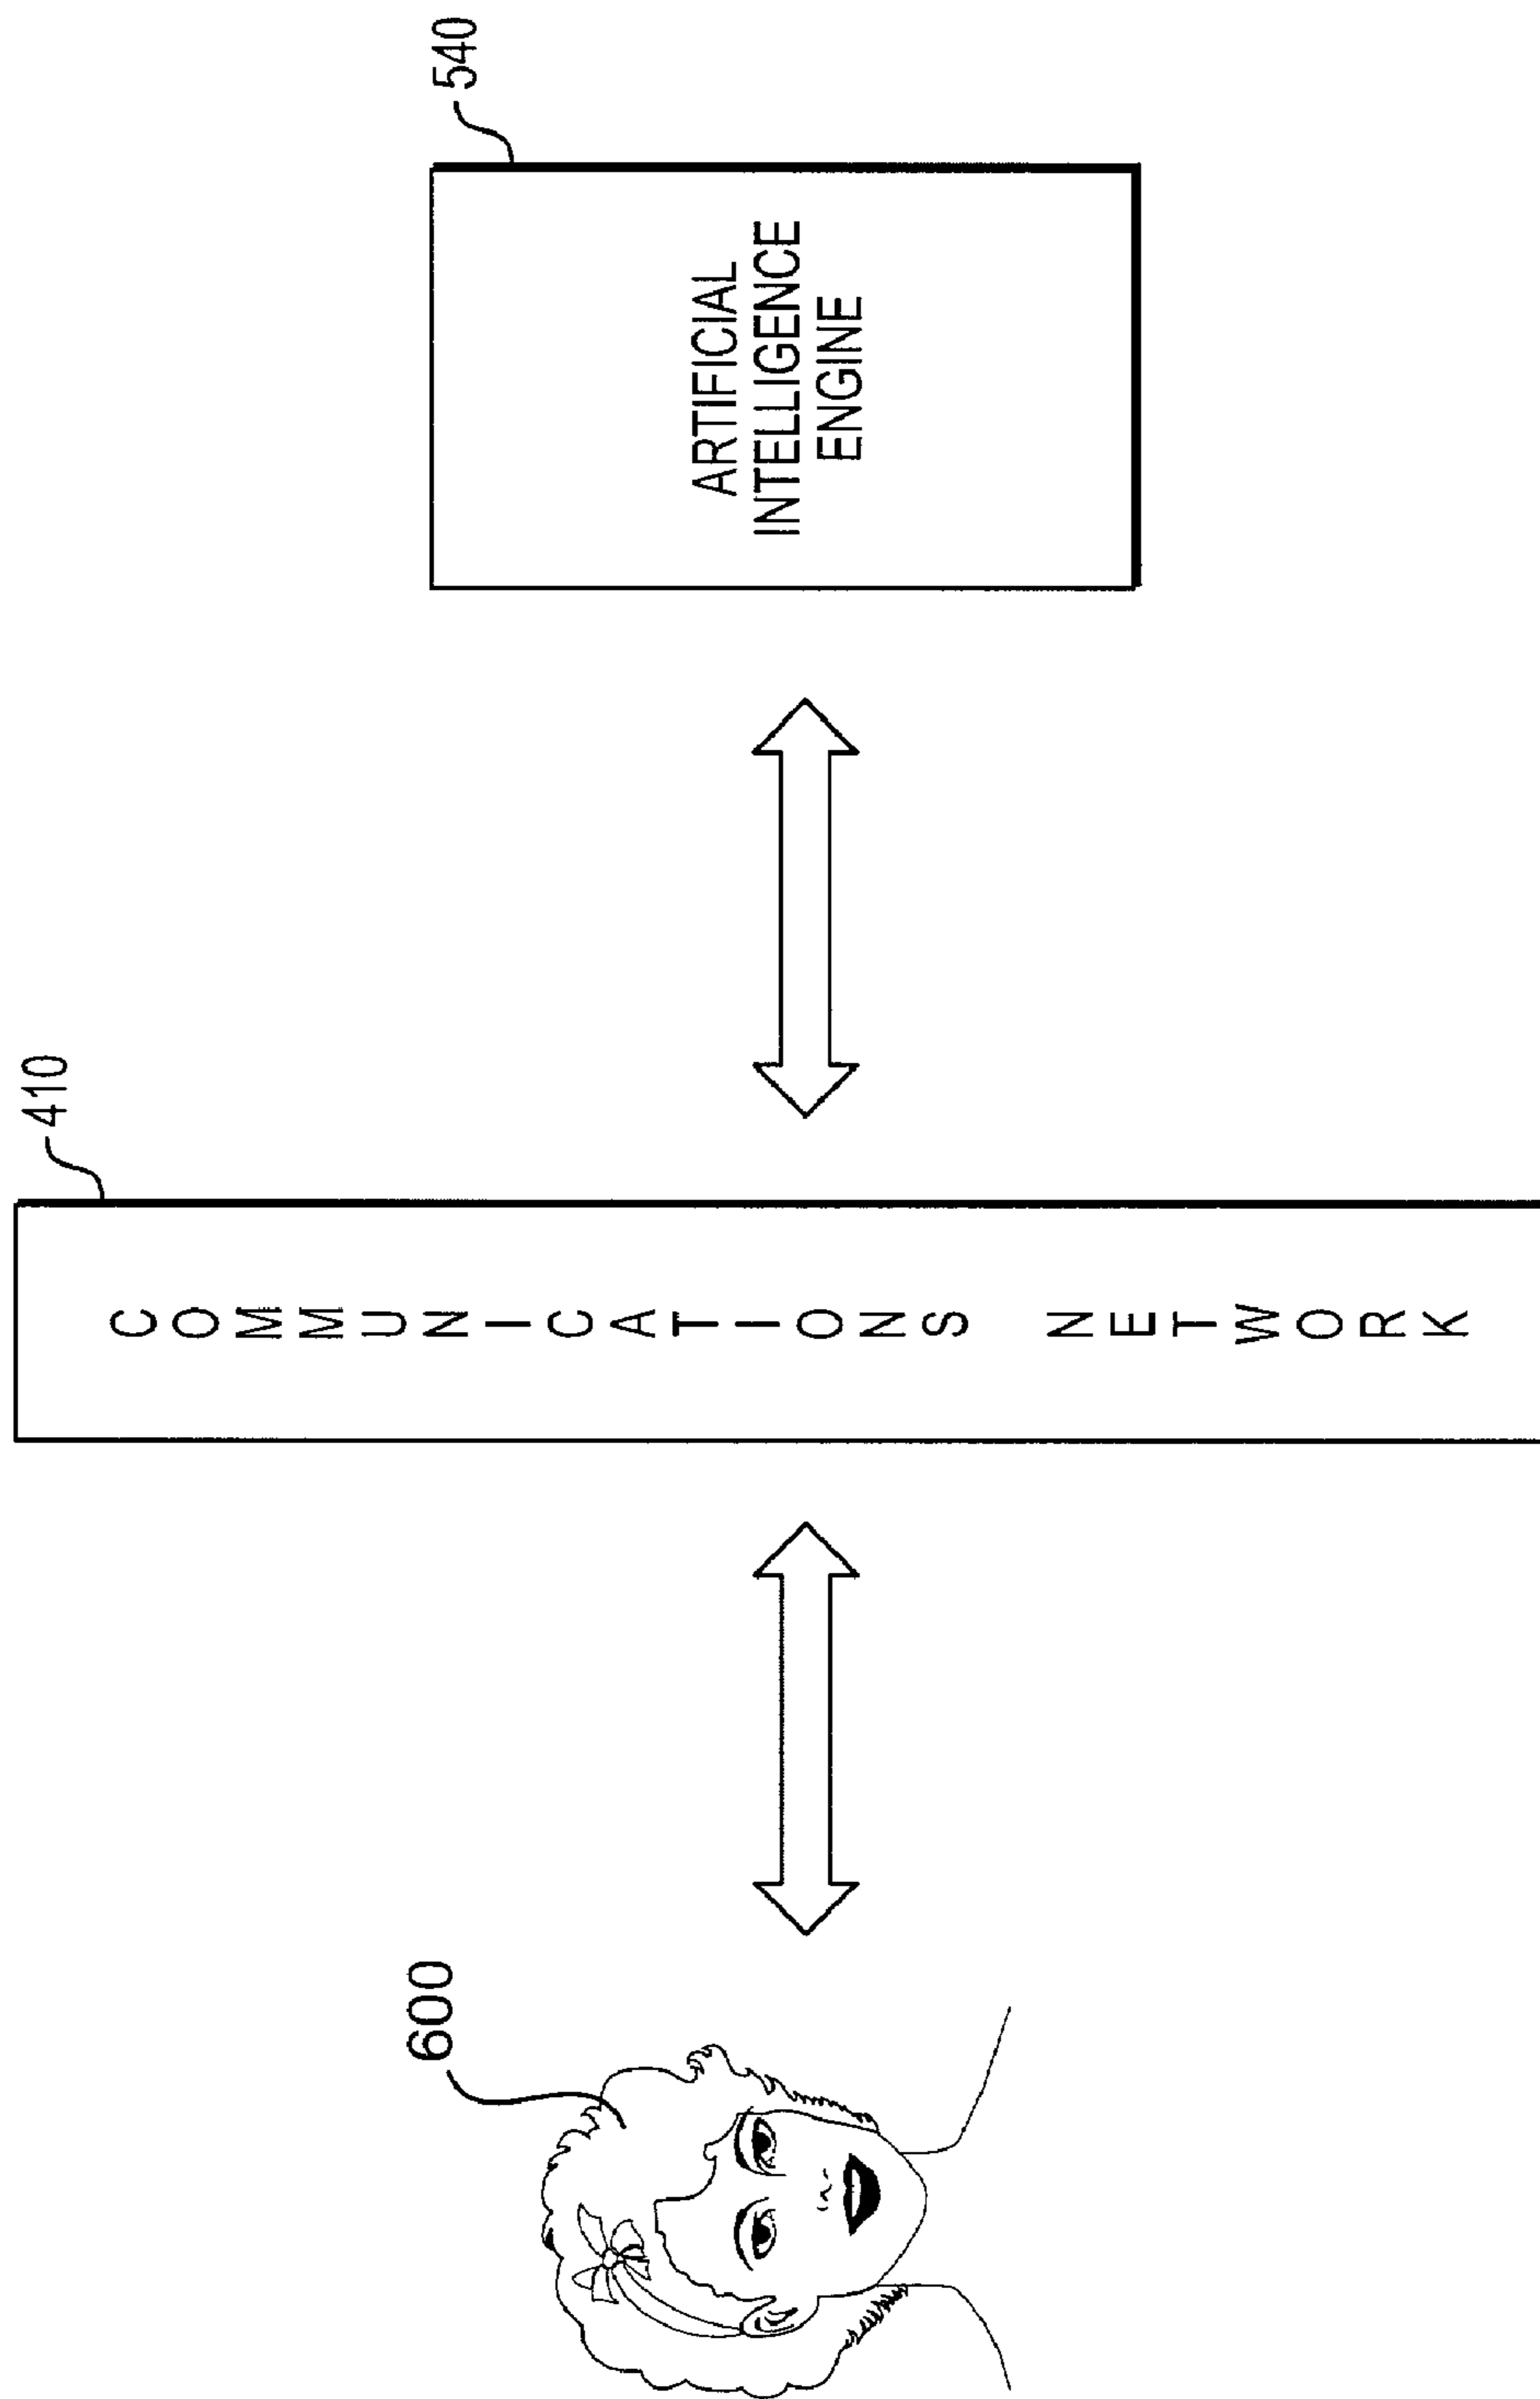 600
410
COMMUNICATIONS NETWORK
540
ARTIFICIAL
INTELLIGENCE
ENGINE